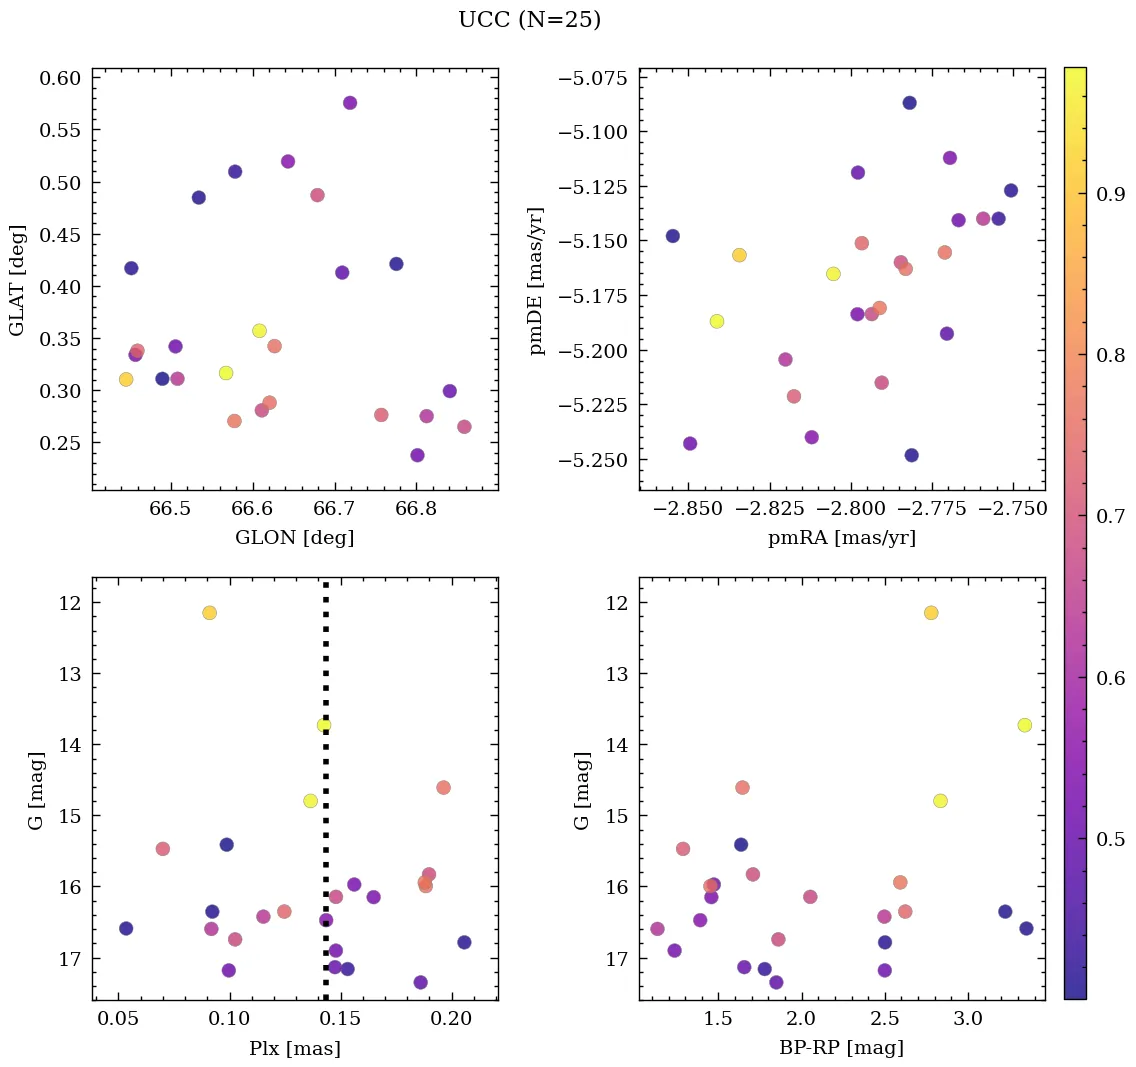 UCC (N=25)
0.60
0.55
0.50
0.45
0.40
0.35
0.30
0.25
GLAT [deg]
66.5 66.6 66.7 66.8
GLON [deg]
−5.075
−5.100
−5.125
−5.150
−5.175
−5.200
−5.225
−5.250
pmDE [mas/yr]
−2.850 −2.825 −2.800 −2.775 −2.750
pmRA [mas/yr]
12
13
14
15
16
17
G [mag]
0.05 0.10 0.15 0.20
Plx [mas]
12
13
14
15
16
17
G [mag]
1.5 2.0 2.5 3.0
BP-RP [mag]
0.9
0.8
0.7
0.6
0.5